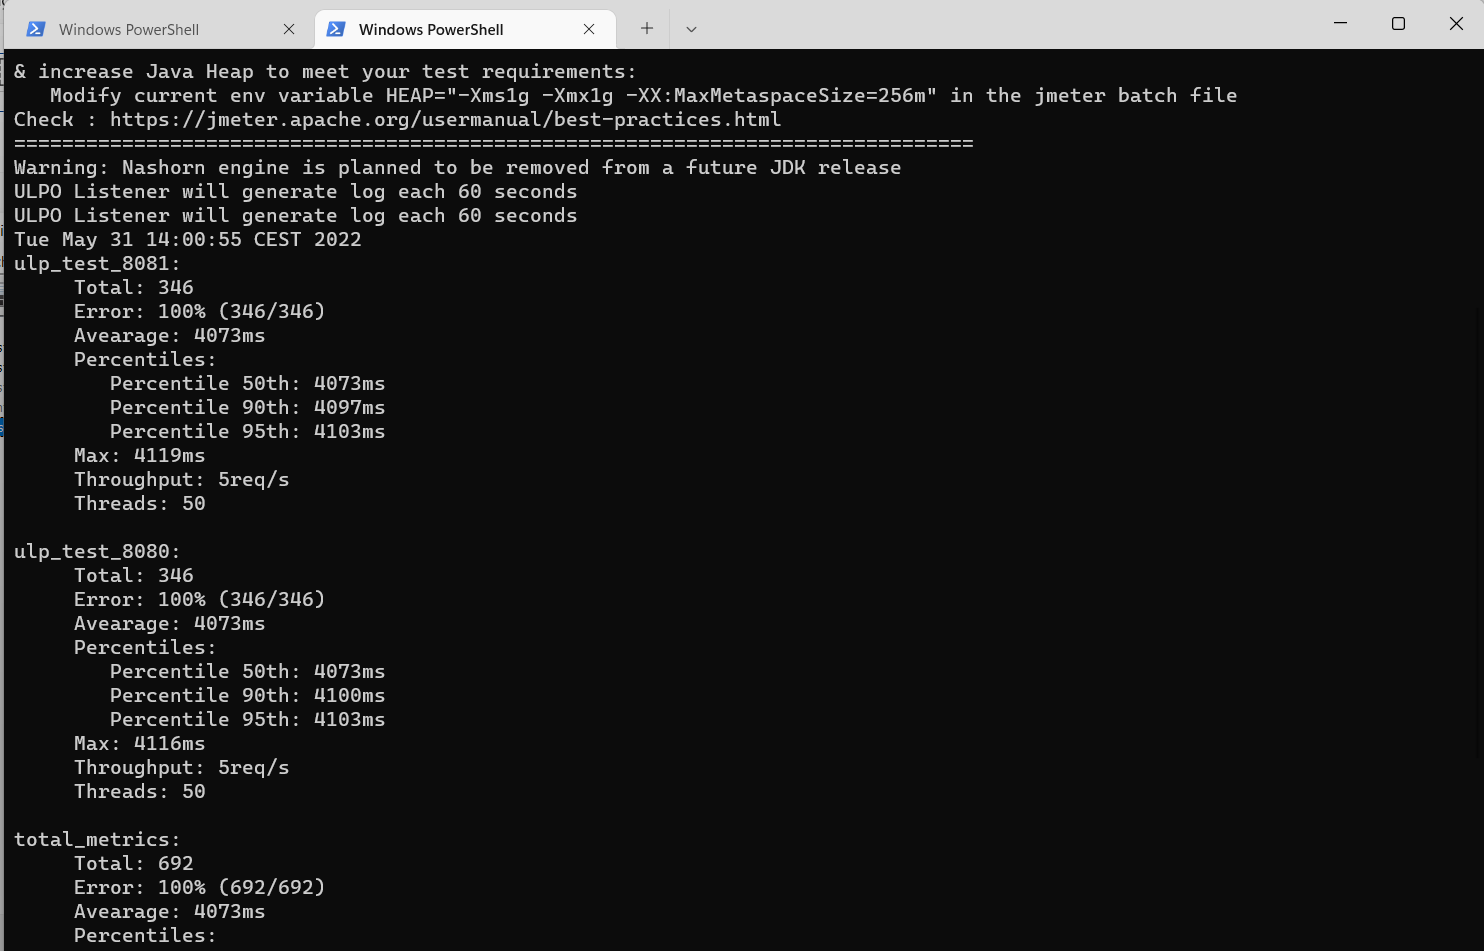 Windows PowerShell
Windows PowerShell
& increase Java Heap to meet your test requirements:
   Modify current env variable HEAP="-Xms1g -Xmx1g -XX:MaxMetaspaceSize=256m" in the jmeter batch file
Check : https://jmeter.apache.org/usermanual/best-practices.html
================================================================================
Warning: Nashorn engine is planned to be removed from a future JDK release
ULPO Listener will generate log each 60 seconds
ULPO Listener will generate log each 60 seconds
Tue May 31 14:00:55 CEST 2022
ulp_test_8081:
     Total: 346
     Error: 100% (346/346)
     Avearage: 4073ms
     Percentiles:
        Percentile 50th: 4073ms
        Percentile 90th: 4097ms
        Percentile 95th: 4103ms
     Max: 4119ms
     Throughput: 5req/s
     Threads: 50
ulp_test_8080:
     Total: 346
     Error: 100% (346/346)
     Avearage: 4073ms
     Percentiles:
        Percentile 50th: 4073ms
        Percentile 90th: 4100ms
        Percentile 95th: 4103ms
     Max: 4116ms
     Throughput: 5req/s
     Threads: 50
total_metrics:
     Total: 692
     Error: 100% (692/692)
     Avearage: 4073ms
     Percentiles: